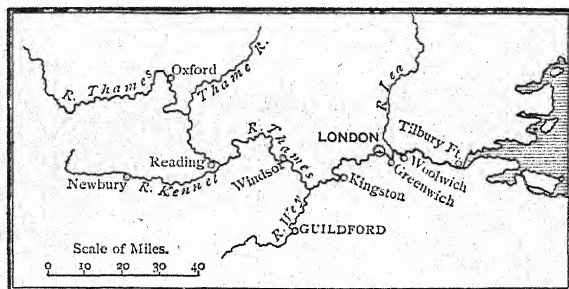 R. Thames
Oxford
Thame R.
R. Lea
Reading
R. Thames
LONDON
Tilbury Ft.
Newbury
R. Kennet
Windsor
Kingston
Greenwich
Woolwich
R. Wey
GUILDFORD
Scale of Miles.
0 10 20 30 40